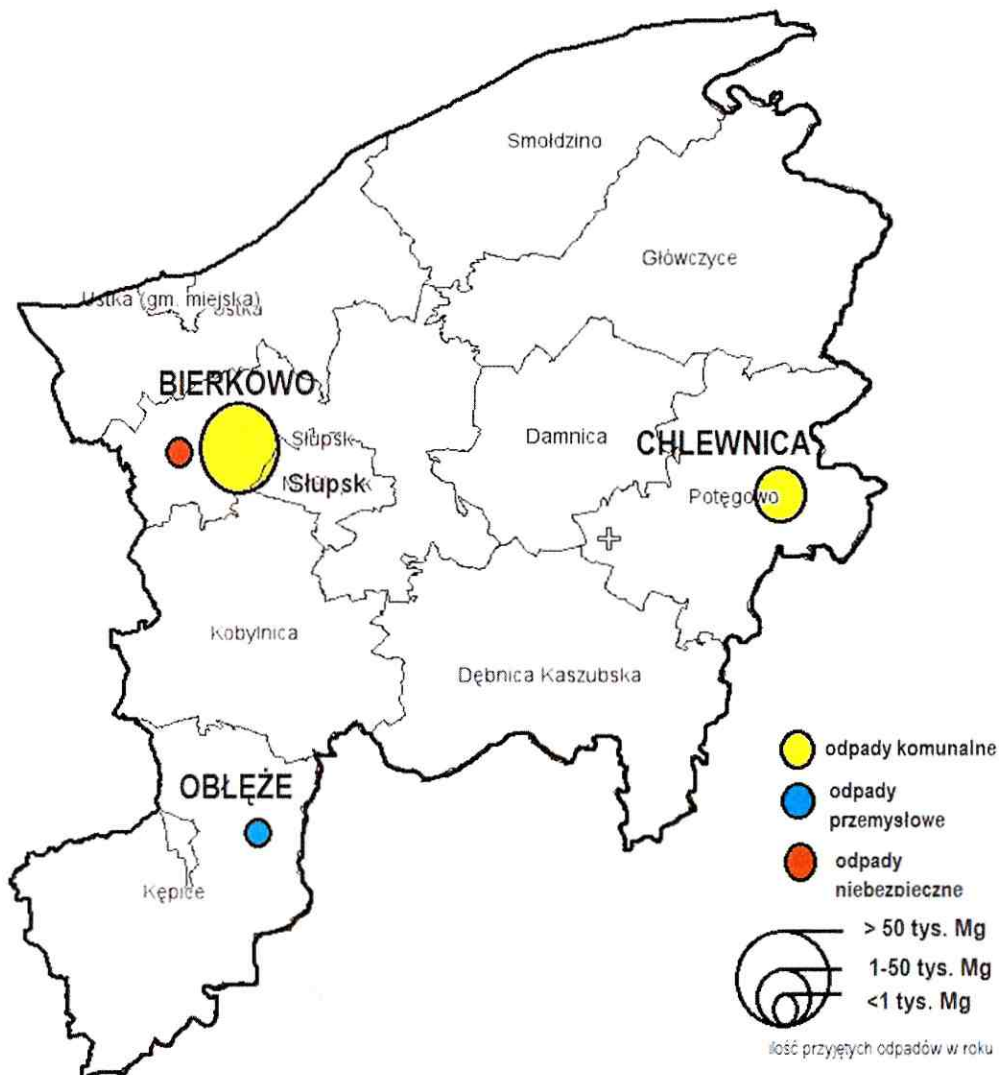 Smołdzino
Główczyce
Ustka (gm. miejska)
Ustka
BIERKOWO
Słupsk
Słupsk
Damnica
CHLEWNICA
Potęgowo
Kobylnica
Dębnica Kaszubska
OBŁĘŻE
Kępice
odpady komunalne
odpady
przemysłowe
odpady
niebezpieczne
> 50 tys. Mg
1-50 tys. Mg
<1 tys. Mg
ilość przyjętych odpadów w roku